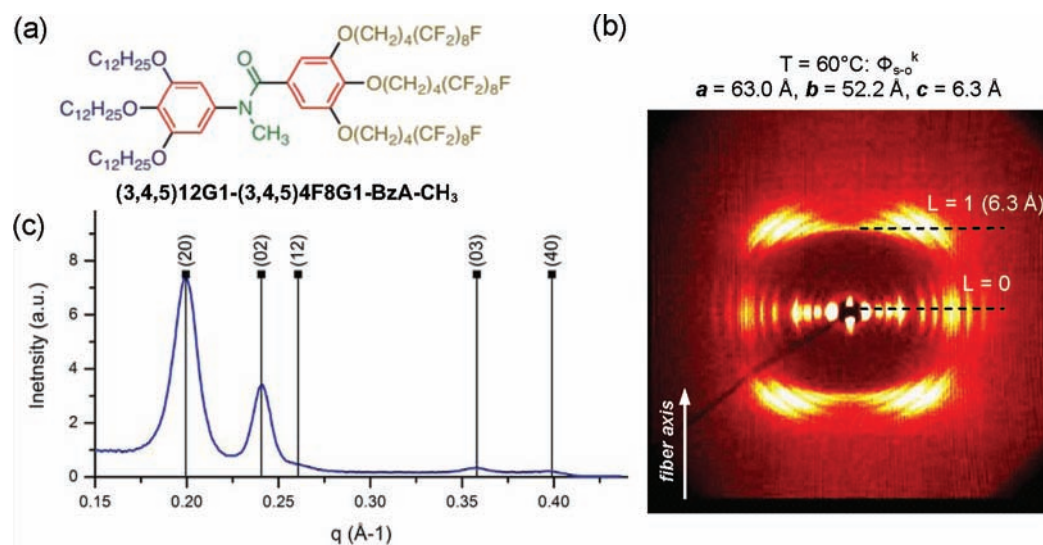 (a)
C₁₂H₂₅O
C₁₂H₂₅O
C₁₂H₂₅O
O
N
CH₃
O(CH₂)₄(CF₂)₈F
O(CH₂)₄(CF₂)₈F
O(CH₂)₄(CF₂)₈F
(3,4,5)12G1-(3,4,5)4F8G1-BzA-CH₃
(b)
T = 60°C: Φₛ₋ₒᵏ
a = 63.0 Å, b = 52.2 Å, c = 6.3 Å
L = 1 (6.3 Å)
L = 0
fiber axis
(c)
(20)
(02)
(12)
(03)
(40)
Inetnsity (a.u.)
8
6
4
2
0
0.15
0.20
0.25
0.30
0.35
0.40
q (Å-1)